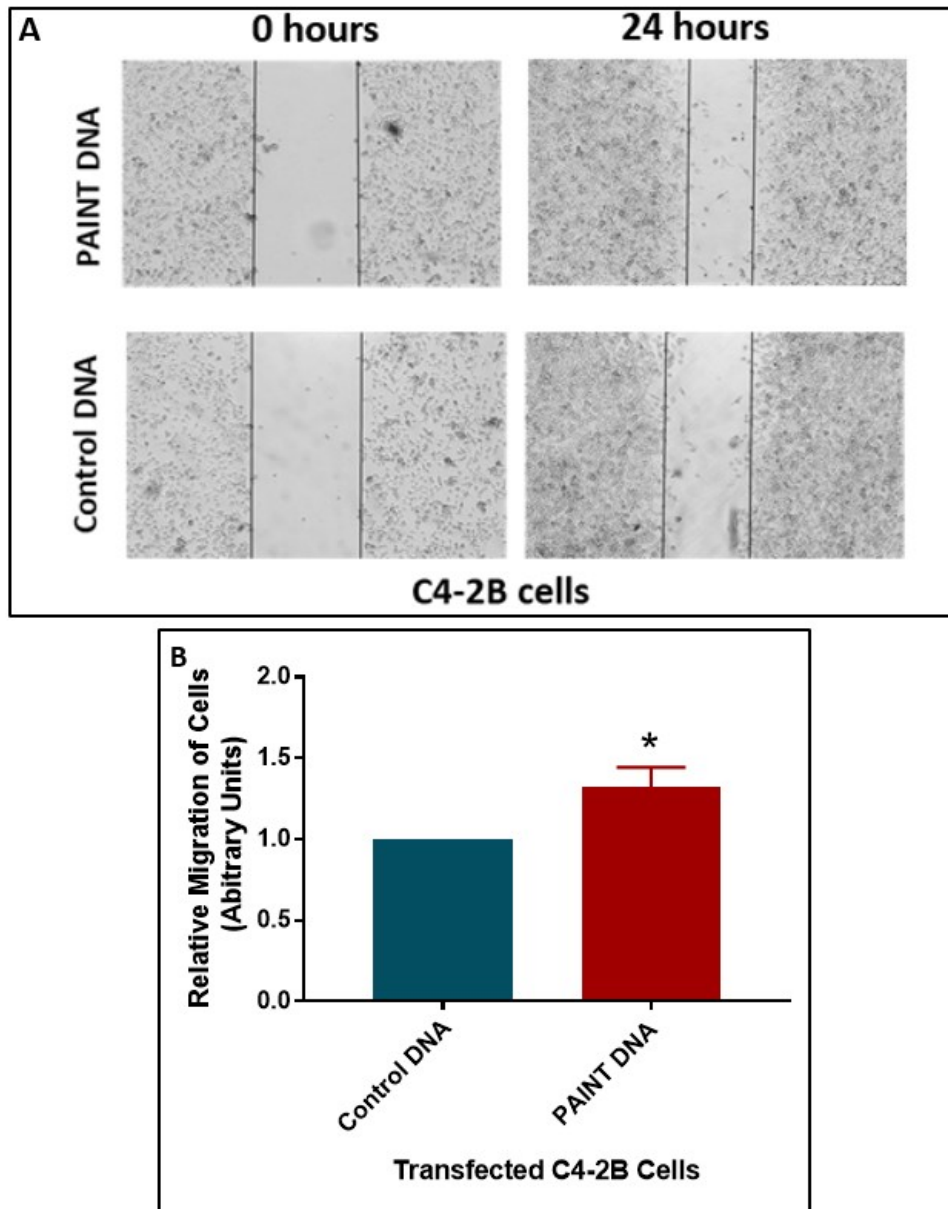 A
0 hours
24 hours
PAINT DNA
Control DNA
C4-2B cells
B
Relative Migration of Cells
(Abitrary Units)
2.0
1.5
1.0
0.5
0.0
*
Control DNA
PAINT DNA
Transfected C4-2B Cells